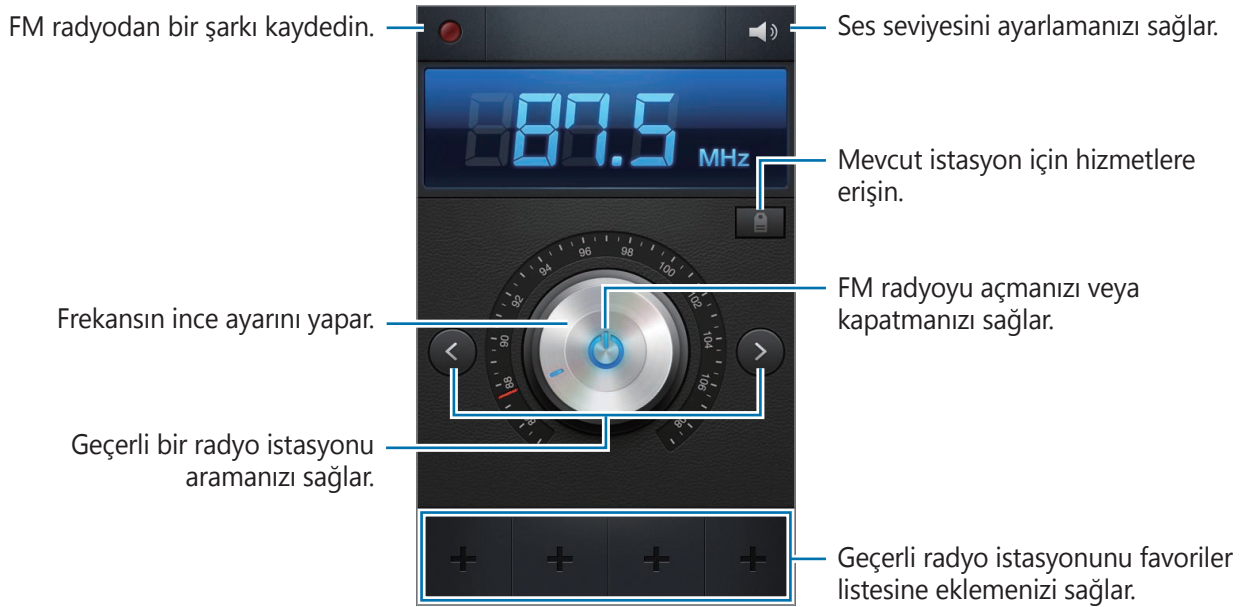 FM radyodan bir şarkı kaydedin.
Ses seviyesini ayarlamanızı sağlar.
87.5 MHz
Mevcut istasyon için hizmetlere
erişin.
FM radyoyu açmanızı veya
kapatmanızı sağlar.
Frekansın ince ayarını yapar.
88
90
92
94
96
98
100
102
104
106
Geçerli bir radyo istasyonu
aramanızı sağlar.
Geçerli radyo istasyonunu favoriler
listesine eklemenizi sağlar.